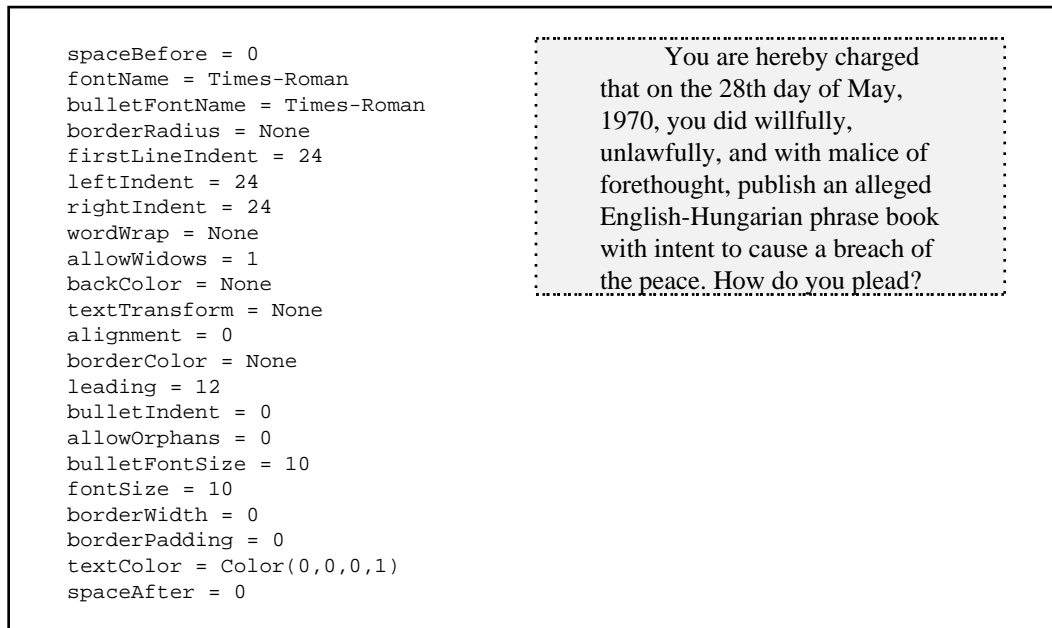 spaceBefore = 0
fontName = Times-Roman
bulletFontName = Times-Roman
borderRadius = None
firstLineIndent = 24
leftIndent = 24
rightIndent = 24
wordWrap = None
allowWidows = 1
backColor = None
textTransform = None
alignment = 0
borderColor = None
leading = 12
bulletIndent = 0
allowOrphans = 0
bulletFontSize = 10
fontSize = 10
borderWidth = 0
borderPadding = 0
textColor = Color(0,0,0,1)
spaceAfter = 0
You are hereby charged
that on the 28th day of May,
1970, you did willfully,
unlawfully, and with malice of
forethought, publish an alleged
English-Hungarian phrase book
with intent to cause a breach of
the peace. How do you plead?